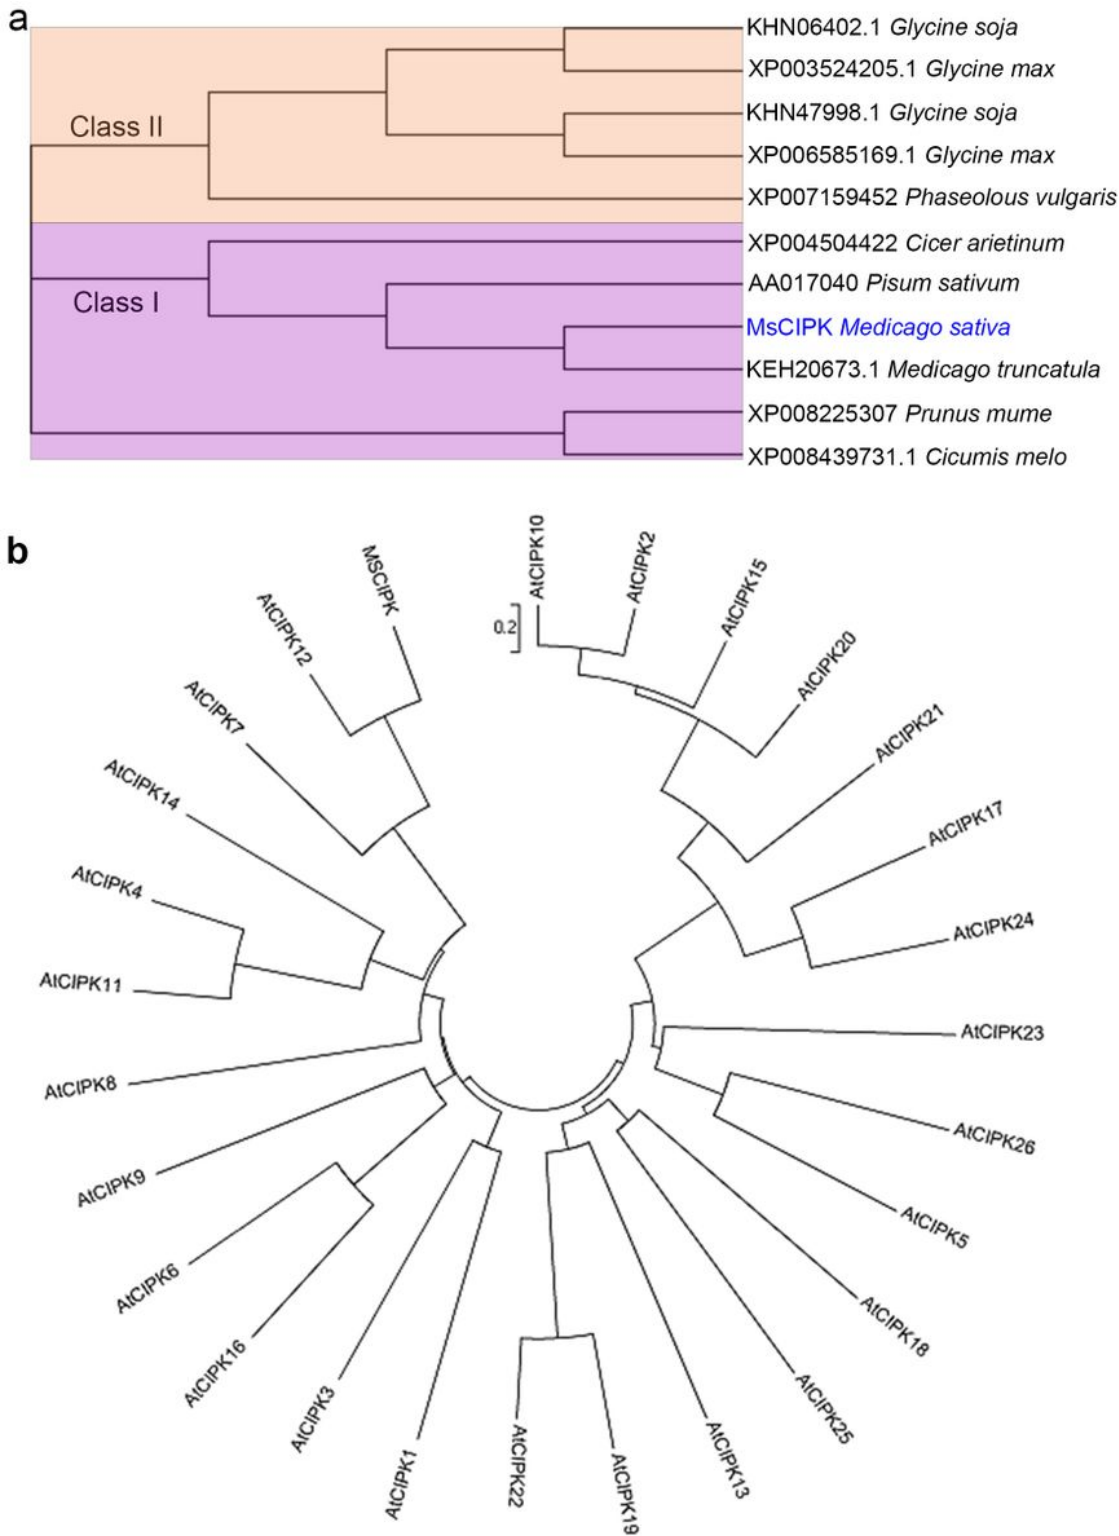 a
KHN06402.1 Glycine soja
XP003524205.1 Glycine max
Class II
KHN47998.1 Glycine soja
XP006585169.1 Glycine max
XP007159452 Phaseolous vulgaris
XP004504422 Cicer arietinum
AA017040 Pisum sativum
Class I
MsCIPK Medicago sativa
KEH20673.1 Medicago truncatula
XP008225307 Prunus mume
XP008439731.1 Cicumis melo
b
AtCIPK10
AtCIPK2
AtCIPK15
AtCIPK20
AtCIPK21
AtCIPK17
AtCIPK24
AtCIPK23
AtCIPK26
AtCIPK5
AtCIPK18
AtCIPK25
AtCIPK13
AtCIPK19
AtCIPK22
AtCIPK1
AtCIPK3
AtCIPK16
AtCIPK6
AtCIPK9
AtCIPK8
AtCIPK11
AtCIPK4
AtCIPK14
AtCIPK7
AtCIPK12
MSCIPK
0.2